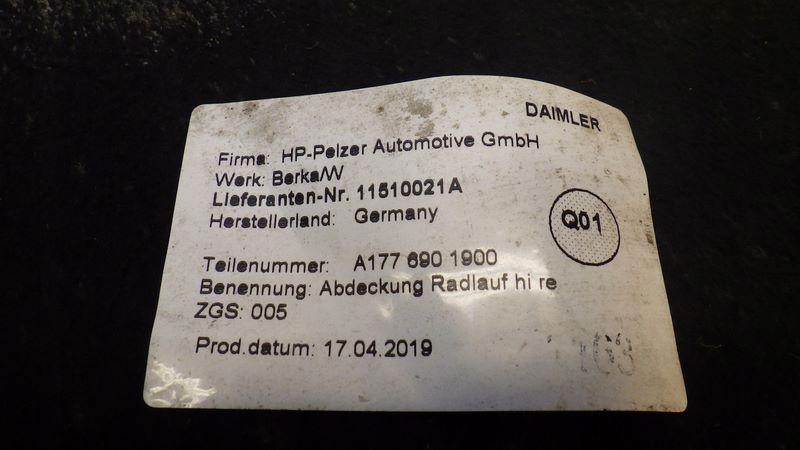 DAIMLER
Firma: HP-Pelzer Automotive GmbH
Werk: Berka/W
Lieferanten-Nr. 11510021A
Herstellerland: Germany
Q01
Teilenummer: A177 690 1900
Benennung: Abdeckung Radlauf hi re
ZGS: 005
Prod.datum: 17.04.2019